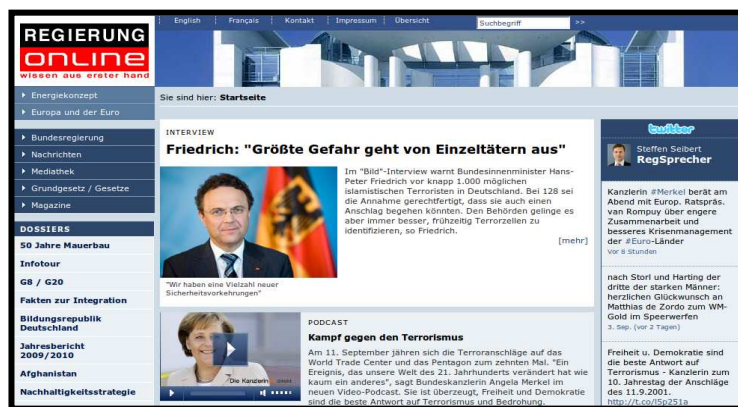 REGIERUNG
ONLINE
wissen aus erster hand
English
Français
Kontakt
Impressum
Übersicht
Suchbegriff
>>
Energiekonzept
Europa und der Euro
Bundesregierung
Nachrichten
Mediathek
Grundgesetz / Gesetze
Magazine
DOSSIERS
50 Jahre Mauerbau
Infotour
G8 / G20
Fakten zur Integration
Bildungsrepublik
Deutschland
Jahresbericht
2009/2010
Afghanistan
Nachhaltigkeitsstrategie
Sie sind hier: Startseite
INTERVIEW
Friedrich: "Größte Gefahr geht von Einzeltätern aus"
Im "Bild"-Interview warnt Bundesinnenminister Hans-
Peter Friedrich vor knapp 1.000 möglichen
islamistischen Terroristen in Deutschland. Bei 128 sei
die Annahme gerechtfertigt, dass sie auch einen
Anschlag begehen könnten. Den Behörden gelinge es
aber immer besser, frühzeitig Terrorzellen zu
identifizieren, so Friedrich.
[mehr]
"Wir haben eine Vielzahl neuer
Sicherheitsvorkehrungen"
Die Kanzlerin direkt
PODCAST
Kampf gegen den Terrorismus
Am 11. September jähren sich die Terroranschläge auf das
World Trade Center und das Pentagon zum zehnten Mal. "Ein
Ereignis, das unsere Welt des 21. Jahrhunderts verändert hat wie
kaum ein anderes", sagt Bundeskanzlerin Angela Merkel im
neuen Video-Podcast. Sie ist überzeugt, Freiheit und Demokratie
sind die beste Antwort auf Terrorismus und Bedrohung.
twitter
Steffen Seibert
RegSprecher
Kanzlerin #Merkel berät am
Abend mit Europ. Ratspräs.
van Rompuy über engere
Zusammenarbeit und
besseres Krisenmanagement
der #Euro-Länder
Vor 8 Stunden
nach Storl und Harting der
dritte der starken Männer:
herzlichen Glückwunsch an
Matthias de Zordo zum WM-
Gold im Speerwerfen
3. Sep. (vor 2 Tagen)
Freiheit u. Demokratie sind
die beste Antwort auf
Terrorismus - Kanzlerin zum
10. Jahrestag der Anschläge
des 11.9.2001.
http://t.co/l5p251a